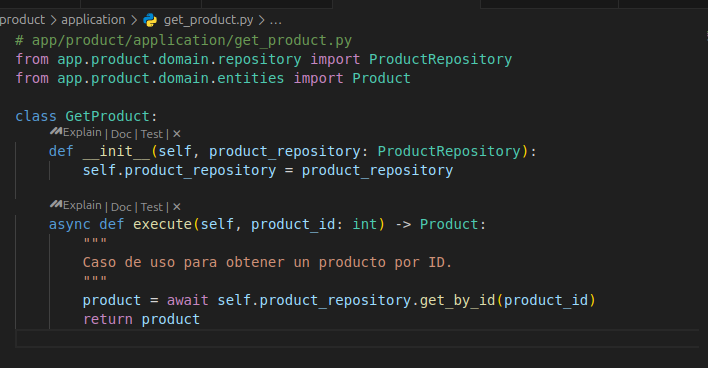 product > application > get_product.py > ...
# app/product/application/get_product.py
from app.product.domain.repository import ProductRepository
from app.product.domain.entities import Product
class GetProduct:
Explain | Doc | Test | ✕
def __init__(self, product_repository: ProductRepository):
self.product_repository = product_repository
Explain | Doc | Test | ✕
async def execute(self, product_id: int) -> Product:
"""
Caso de uso para obtener un producto por ID.
"""
product = await self.product_repository.get_by_id(product_id)
return product